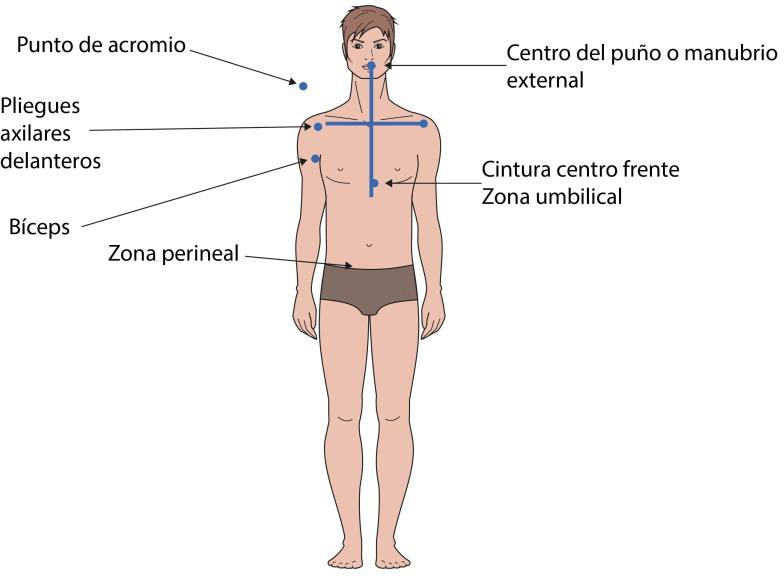 Punto de acromio
Centro del puño o manubrio
external
Pliegues
axilares
delanteros
Cintura centro frente
Zona umbilical
Bíceps
Zona perineal